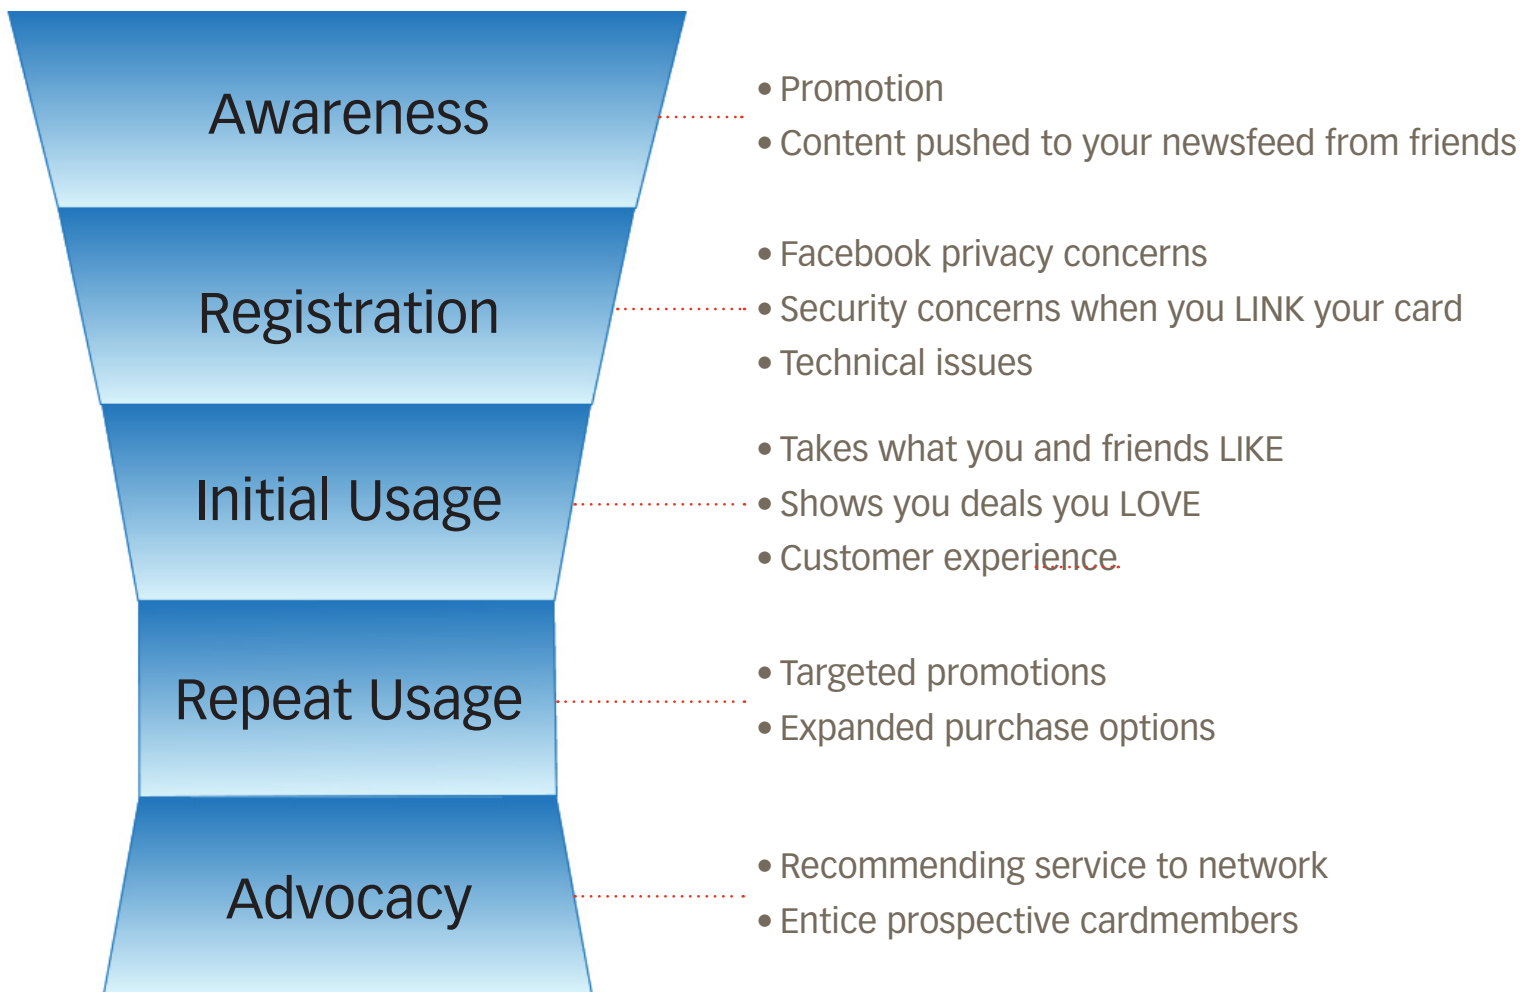 Awareness
• Promotion
• Content pushed to your newsfeed from friends
Registration
• Facebook privacy concerns
• Security concerns when you LINK your card
• Technical issues
Initial Usage
• Takes what you and friends LIKE
• Shows you deals you LOVE
• Customer experience
Repeat Usage
• Targeted promotions
• Expanded purchase options
Advocacy
• Recommending service to network
• Entice prospective cardmembers